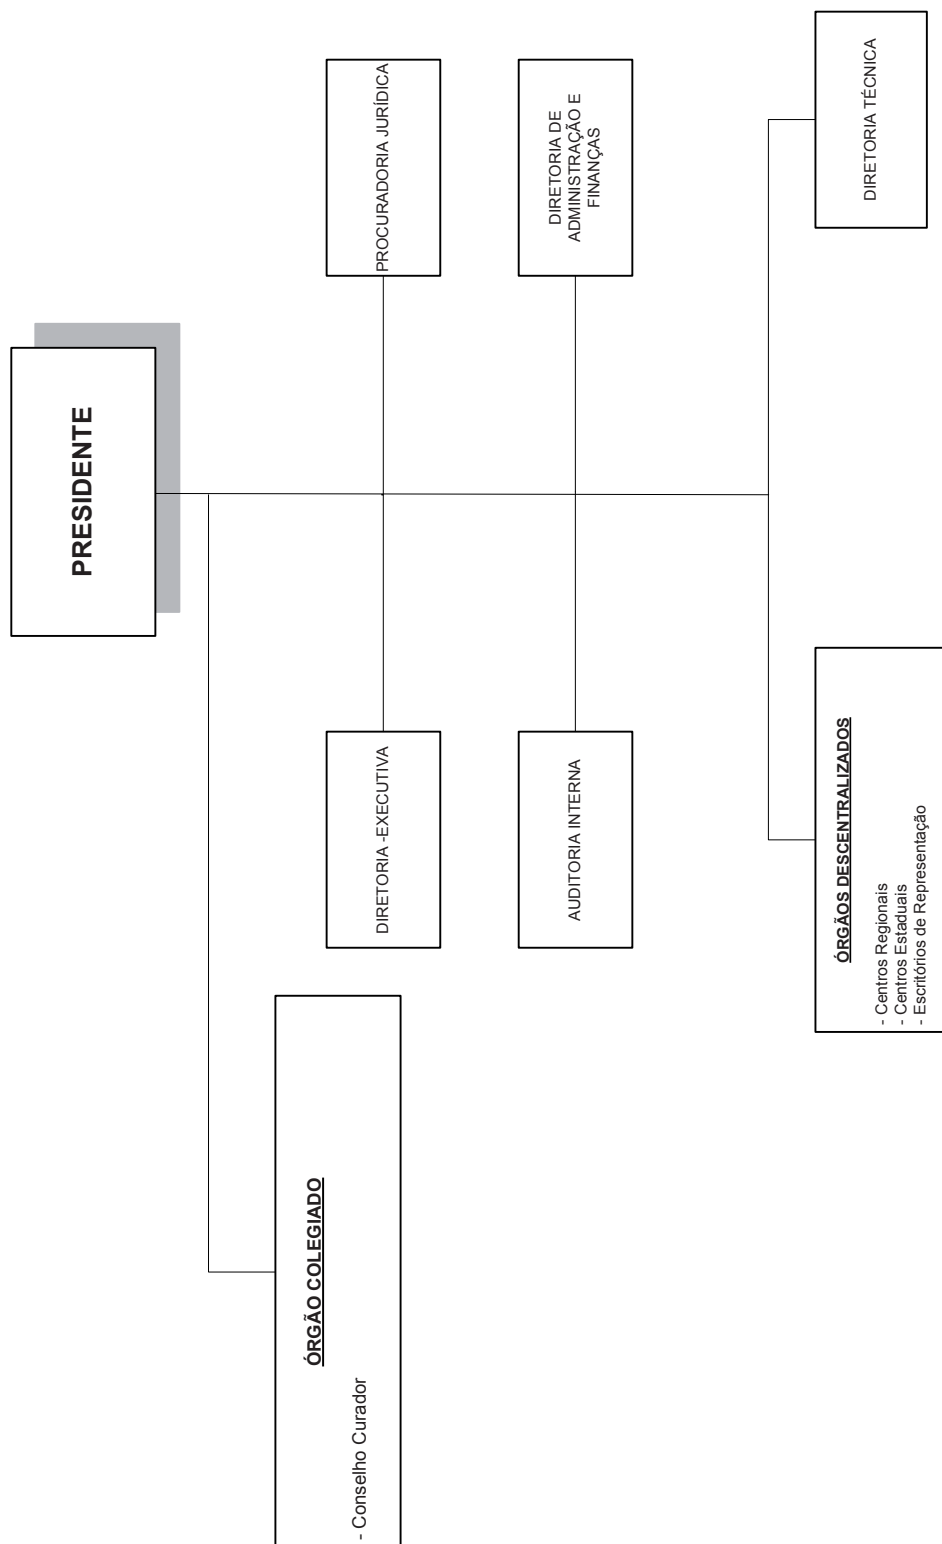 PRESIDENTE
ÓRGÃO COLEGIADO
- Conselho Curador
DIRETORIA -EXECUTIVA
PROCURADORIA JURÍDICA
AUDITORIA INTERNA
DIRETORIA DE
ADMINISTRAÇÃO E
FINANÇAS
ÓRGÃOS DESCENTRALIZADOS
- Centros Regionais
- Centros Estaduais
- Escritórios de Representação
DIRETORIA TÉCNICA